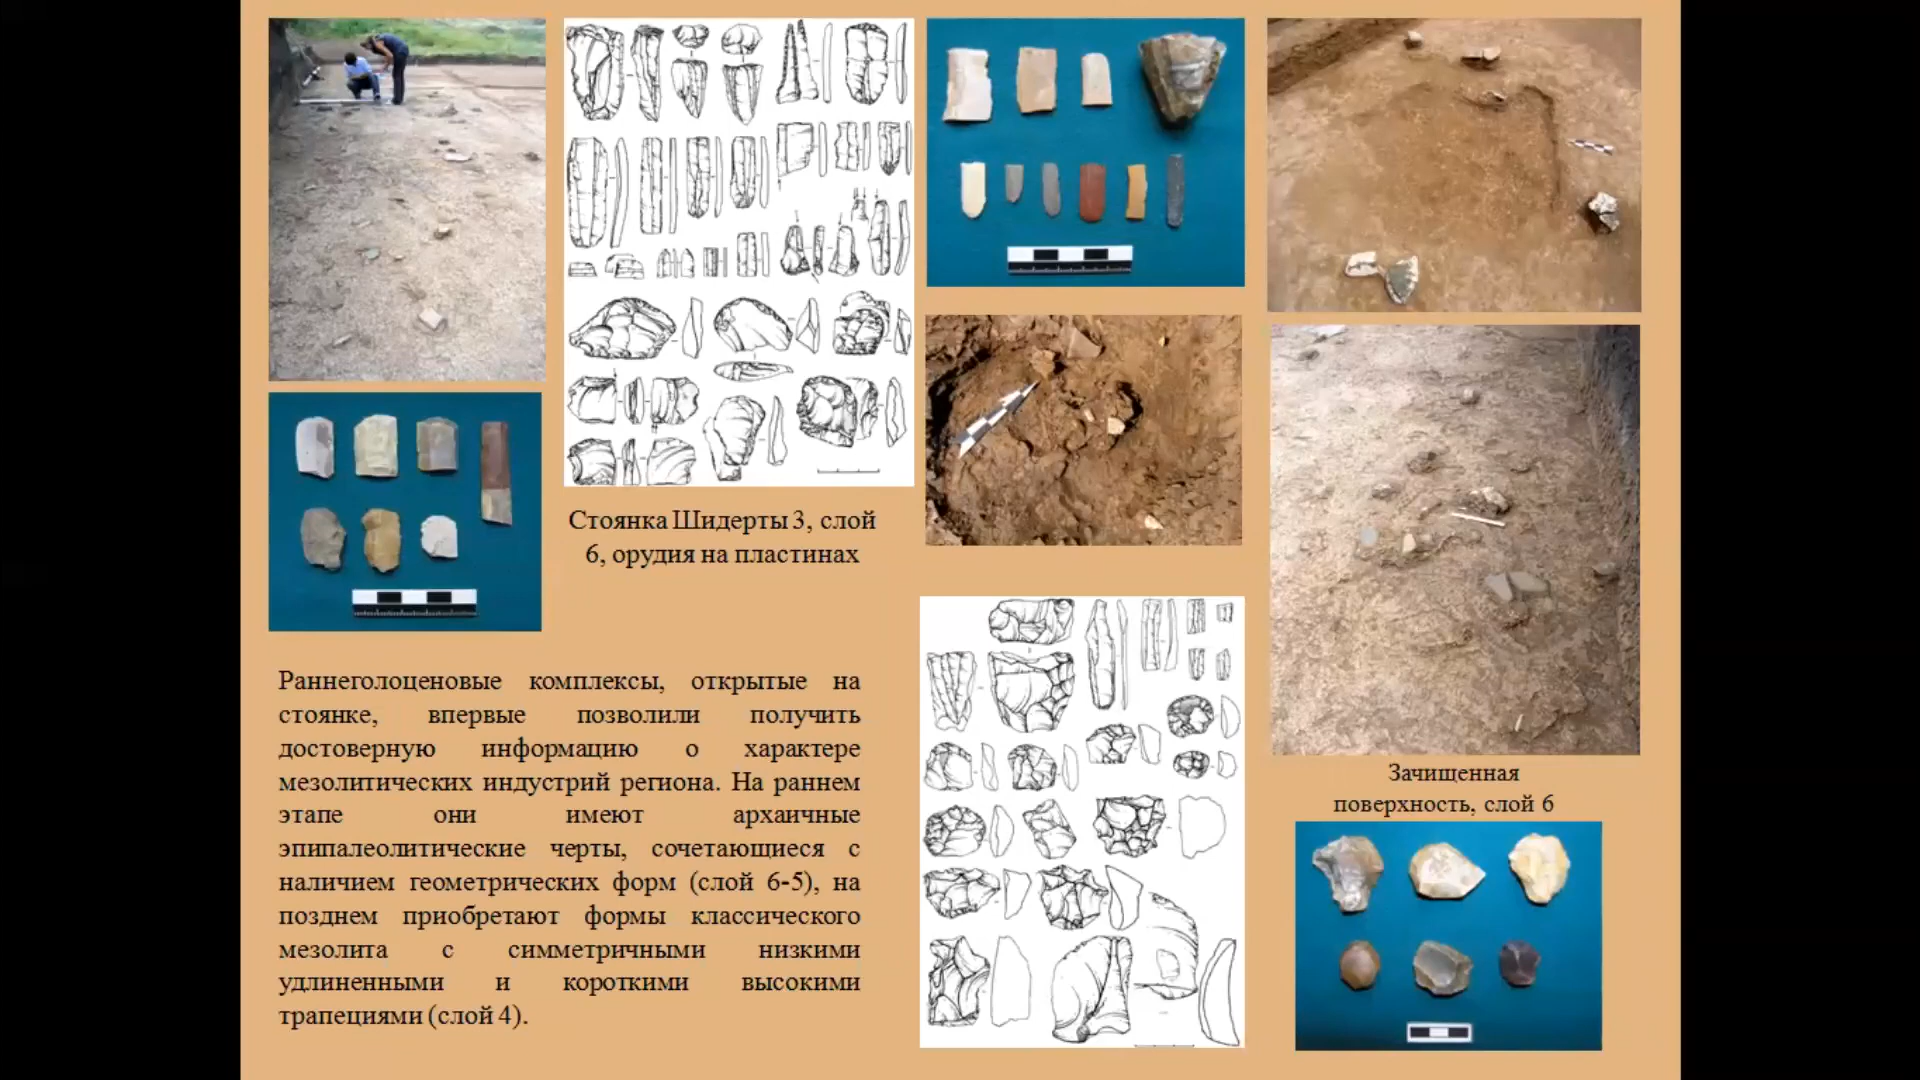 Стоянка Шидерты 3, слой
6, орудия на пластинах
Раннеголоценовые комплексы, открытые на
стоянке, впервые позволили получить
достоверную информацию о характере
мезолитических индустрий региона. На раннем
этапе они имеют архаичные
эпипалеолитические черты, сочетающиеся с
наличием геометрических форм (слой 6-5), на
позднем приобретают формы классического
мезолита с симметричными низкими
удлиненными и короткими высокими
трапециями (слой 4).
Зачищенная
поверхность, слой 6